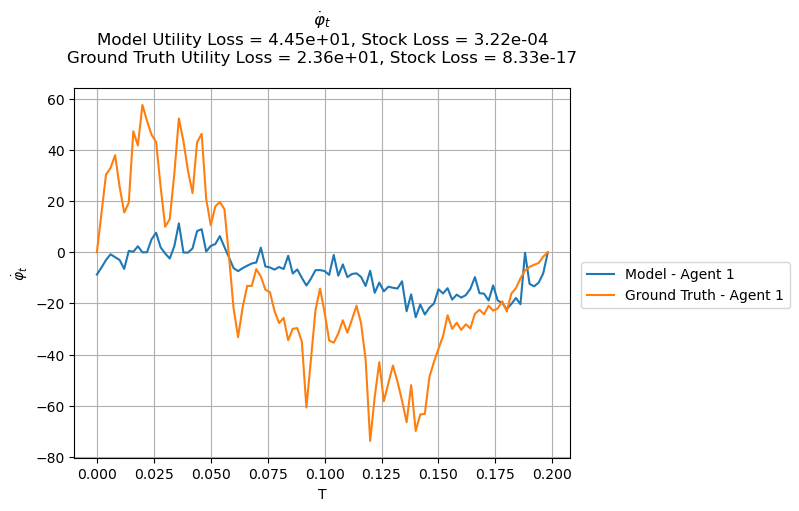 φ̇ₜ
Model Utility Loss = 4.45e+01, Stock Loss = 3.22e-04
Ground Truth Utility Loss = 2.36e+01, Stock Loss = 8.33e-17
60
40
20
0
−20
−40
−60
−80
φ̇ₜ
0.000 0.025 0.050 0.075 0.100 0.125 0.150 0.175 0.200
T
Model - Agent 1
Ground Truth - Agent 1